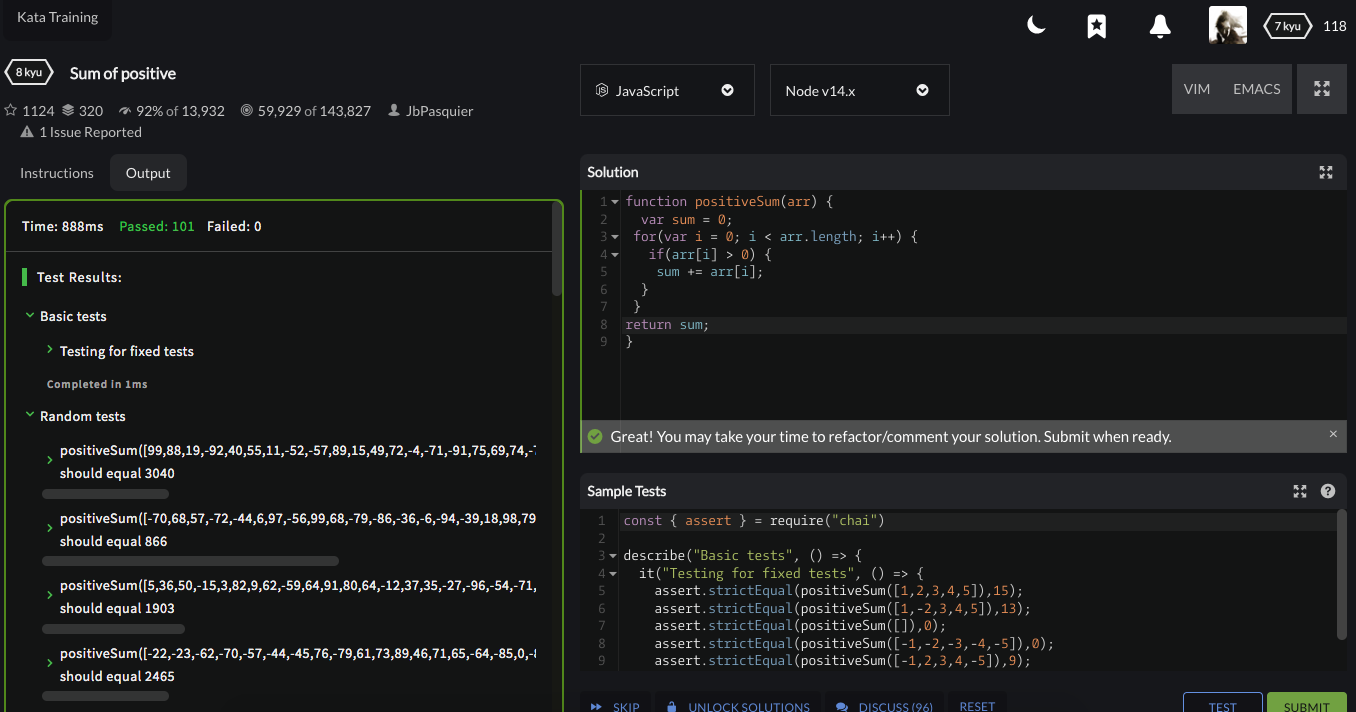 Kata Training
7 kyu 118
8 kyu Sum of positive
1124 320 92% of 13,932 59,929 of 143,827 JbPasquier
1 Issue Reported
JavaScript
Node v14.x
VIM EMACS
Instructions
Output
Time: 888ms Passed: 101 Failed: 0
Test Results:
Basic tests
Testing for fixed tests
Completed in 1ms
Random tests
positiveSum([99,88,19,-92,40,55,11,-52,-57,89,15,49,72,-4,-71,-91,75,69,74,-
should equal 3040
positiveSum([-70,68,57,-72,-44,6,97,-56,99,68,-79,-86,-36,-6,-94,-39,18,98,79
should equal 866
positiveSum([5,36,50,-15,3,82,9,62,-59,64,91,80,64,-12,37,35,-27,-96,-54,-71,
should equal 1903
positiveSum([-22,-23,-62,-70,-57,-44,-45,76,-79,61,73,89,46,71,65,-64,-85,0,-
should equal 2465
Solution
1 function positiveSum(arr) {
2 var sum = 0;
3 for(var i = 0; i < arr.length; i++) {
4 if(arr[i] > 0) {
5 sum += arr[i];
6 }
7 }
8 return sum;
9 }
Great! You may take your time to refactor/comment your solution. Submit when ready.
Sample Tests
1 const { assert } = require("chai")
2
3 describe("Basic tests", () => {
4 it("Testing for fixed tests", () => {
5 assert.strictEqual(positiveSum([1,2,3,4,5]),15);
6 assert.strictEqual(positiveSum([1,-2,3,4,5]),13);
7 assert.strictEqual(positiveSum([]),0);
8 assert.strictEqual(positiveSum([-1,-2,-3,-4,-5]),0);
9 assert.strictEqual(positiveSum([-1,2,3,4,-5]),9);
SKIP UNLOCK SOLUTIONS DISCUSS (96) RESET TEST SUBMIT